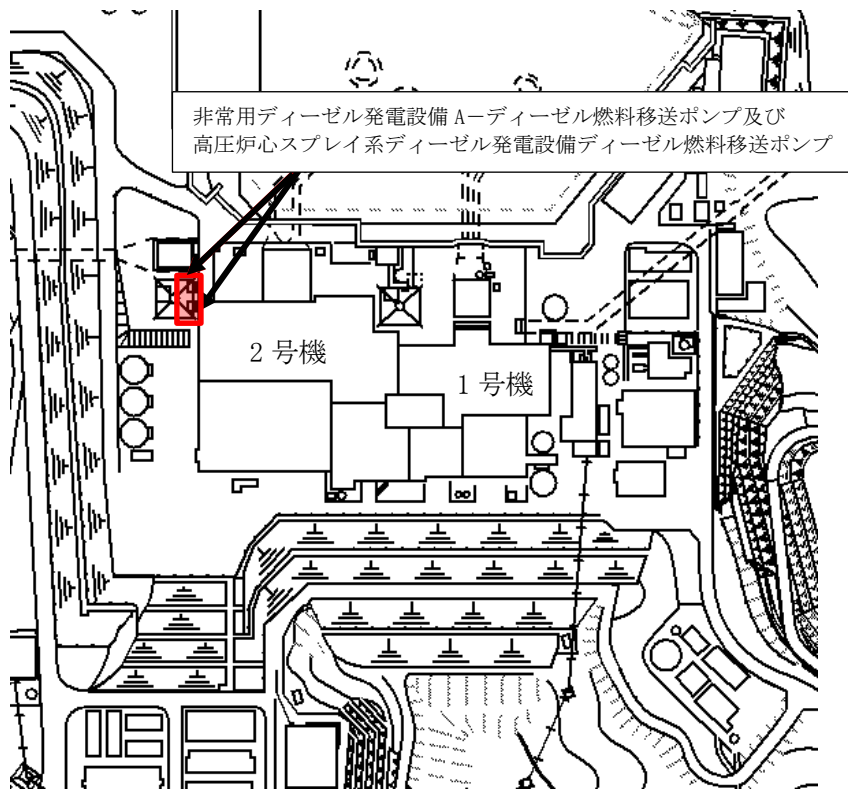 非常用ディーゼル発電設備 A－ディーゼル燃料移送ポンプ及び
高圧炉心スプレイ系ディーゼル発電設備ディーゼル燃料移送ポンプ
2 号機
1 号機